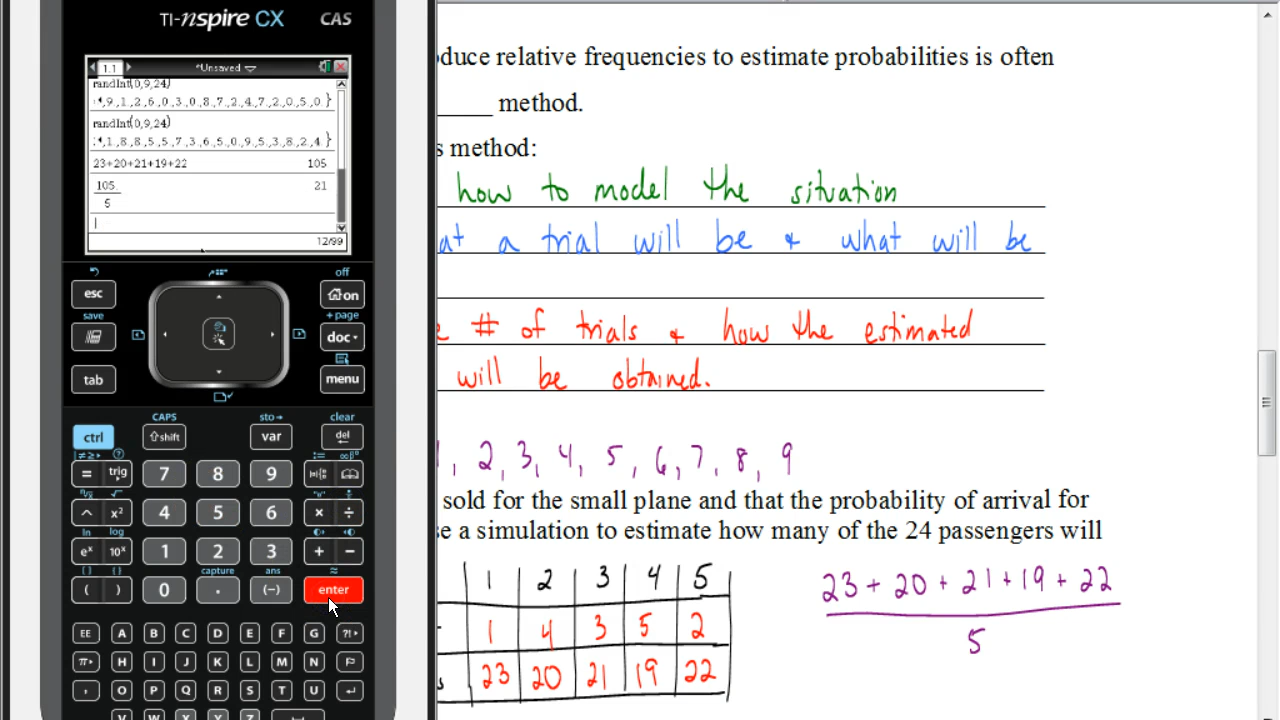 TI-nspire CX CAS
1.1 *Unsaved
randInt(0,9,24)
,9,1,2,6,0,3,0,8,7,2,4,7,2,0,5,0}
randInt(0,9,24)
,1,8,8,5,5,7,3,6,5,0,9,5,3,8,2,4}
23+20+21+19+22 105
105
5
21
12/99
off
esc
on
save
+ page
doc
tab
menu
CAPS
sto→
clear
ctrl
shift
var
del
= trig 7 8 9
^ x² 4 5 6 × ÷
ln log
eˣ 10ˣ 1 2 3 + −
capture ans
( ) 0 . (−) enter
EE A B C D E F G ?!
π H I J K L M N
, O P Q R S T U
V W X Y Z
duce relative frequencies to estimate probabilities is often
______ method.
s method:
how to model the situation
at a trial will be & what will be
e # of trials & how the estimated
will be obtained.
, 2, 3, 4, 5, 6, 7, 8, 9
sold for the small plane and that the probability of arrival for
e a simulation to estimate how many of the 24 passengers will
1 2 3 4 5
1 4 3 5 2
s 23 20 21 19 22
23 + 20 + 21 + 19 + 22
5